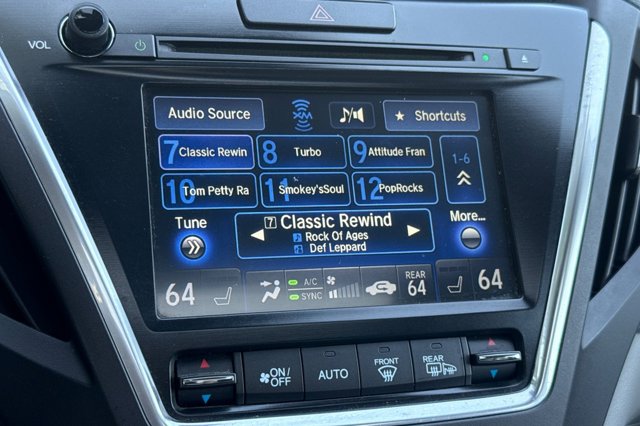 VOL
Audio Source
XM
★ Shortcuts
7 Classic Rewin
8 Turbo
9 Attitude Fran
1-6
10 Tom Petty Ra
11 Smokey'sSoul
12 PopRocks
Tune
7 Classic Rewind
Rock Of Ages
Def Leppard
More...
64
A/C
SYNC
REAR
64
64
ON/
OFF
AUTO
FRONT
REAR